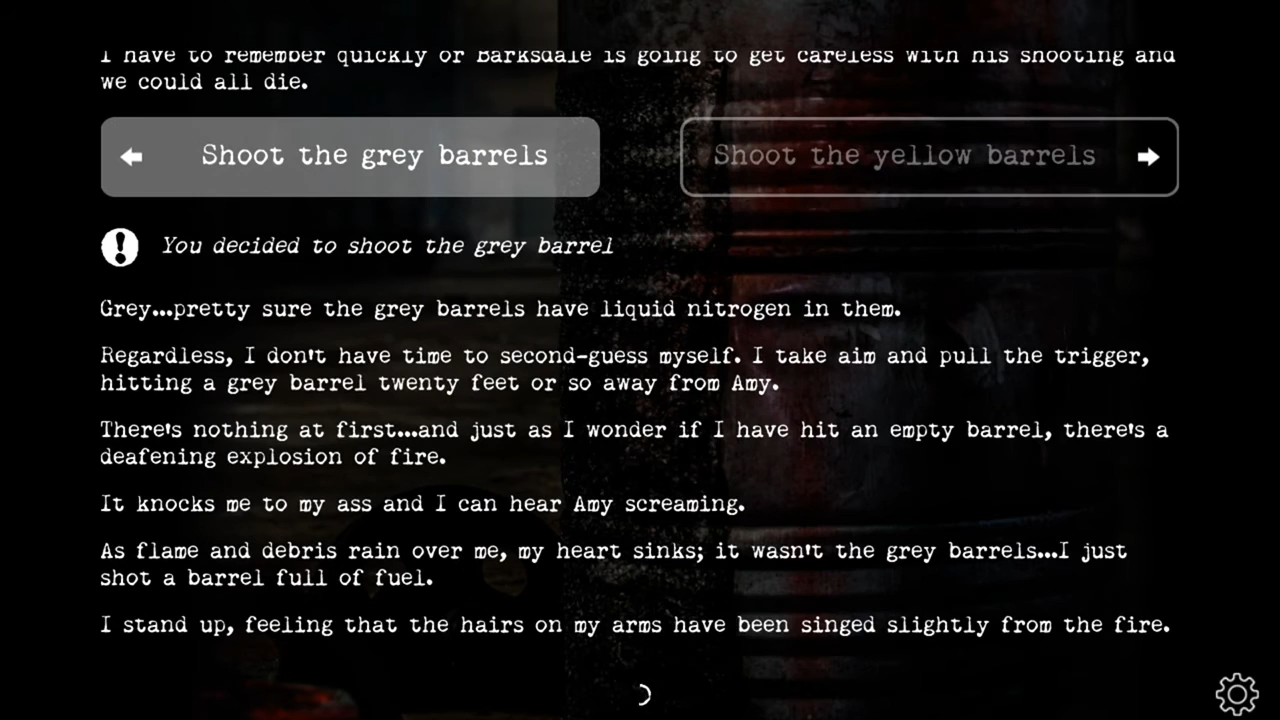 I have to remember quickly or Barksdale is going to get careless with his shooting and
we could all die.
Shoot the grey barrels
Shoot the yellow barrels
You decided to shoot the grey barrel
Grey...pretty sure the grey barrels have liquid nitrogen in them.
Regardless, I don't have time to second-guess myself. I take aim and pull the trigger,
hitting a grey barrel twenty feet or so away from Amy.
There's nothing at first...and just as I wonder if I have hit an empty barrel, there's a
deafening explosion of fire.
It knocks me to my ass and I can hear Amy screaming.
As flame and debris rain over me, my heart sinks; it wasn't the grey barrels...I just
shot a barrel full of fuel.
I stand up, feeling that the hairs on my arms have been singed slightly from the fire.